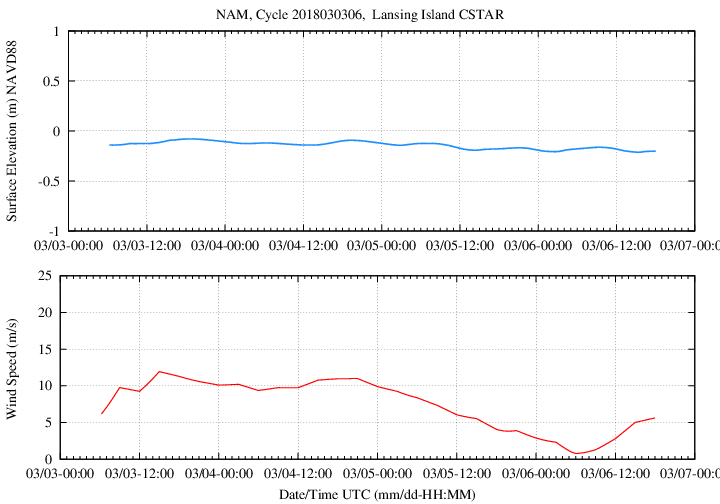 NAM, Cycle 2018030306,  Lansing Island CSTAR
Surface Elevation (m) NAVD88
1
0.5
0
-0.5
-1
03/03-00:00 03/03-12:00 03/04-00:00 03/04-12:00 03/05-00:00 03/05-12:00 03/06-00:00 03/06-12:00 03/07-00:0
Wind Speed (m/s)
25
20
15
10
5
0
03/03-00:00 03/03-12:00 03/04-00:00 03/04-12:00 03/05-00:00 03/05-12:00 03/06-00:00 03/06-12:00 03/07-00:0
Date/Time UTC (mm/dd-HH:MM)